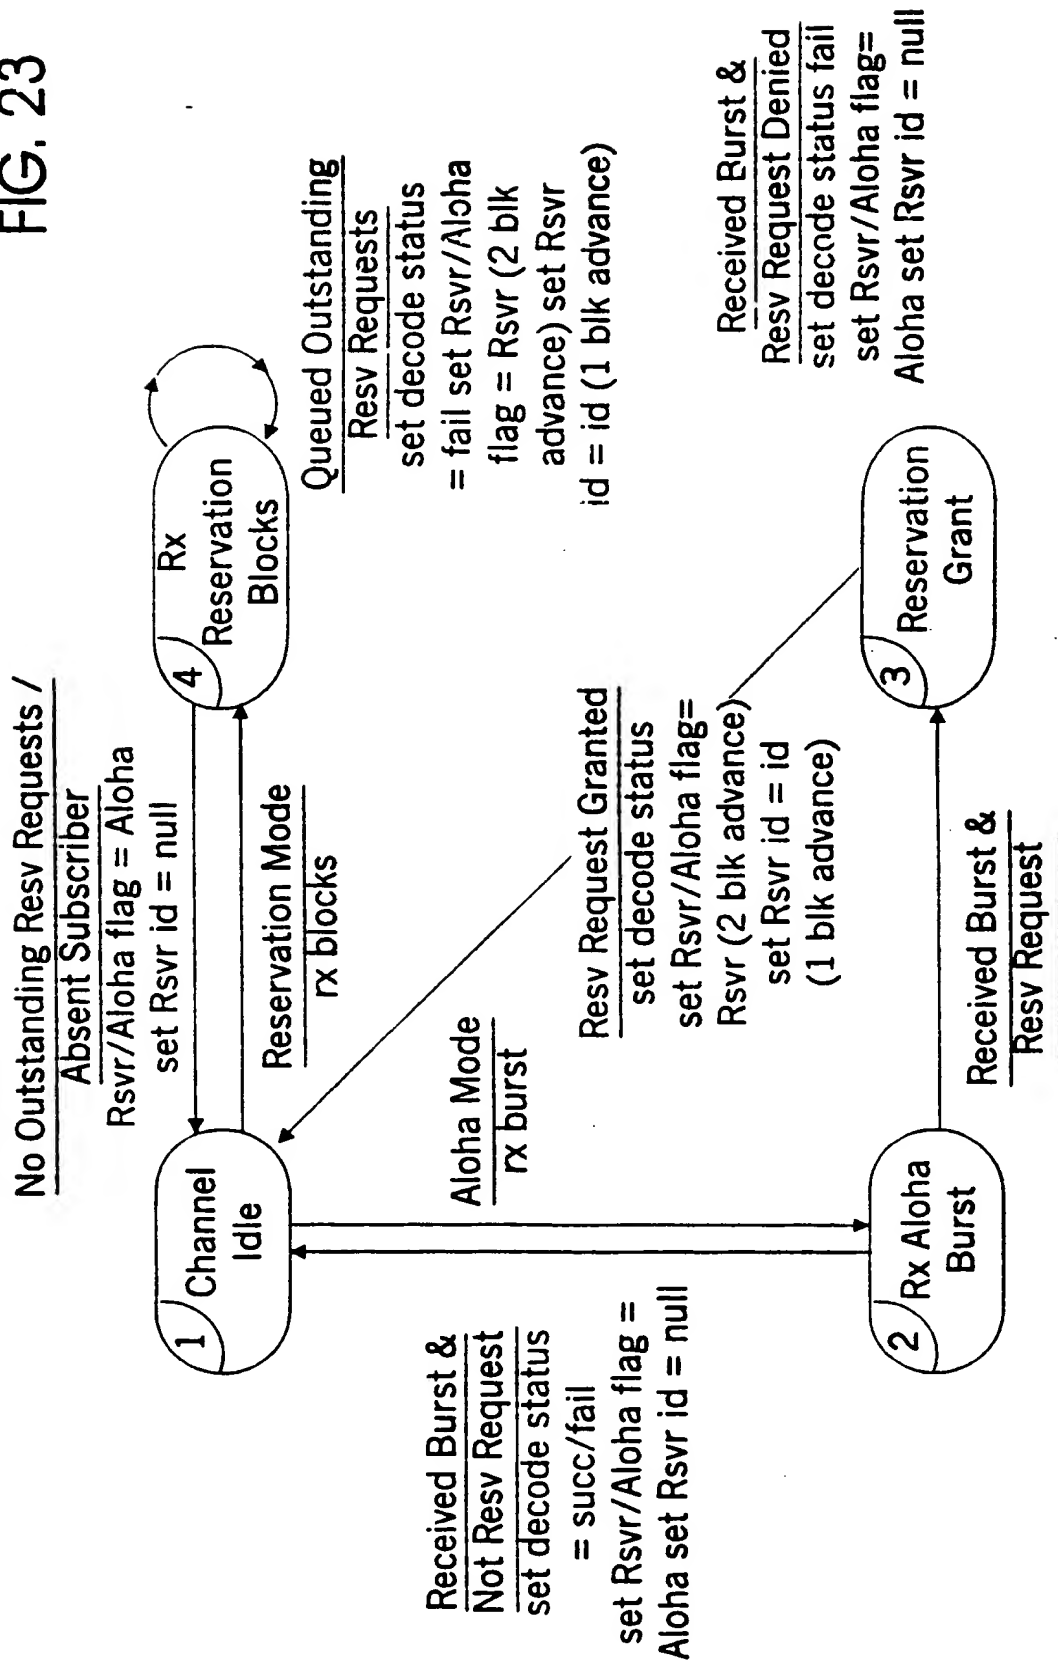 FIG. 23
No Outstanding Resv Requests /
Absent Subscriber
Rsvr/Aloha flag = Aloha
set Rsvr id = null
1
Channel
Idle
4
Rx
Reservation
Blocks
Reservation Mode
rx blocks
Queued Outstanding
Resv Requests
set decode status
= fail set Rsvr/Aloha
flag = Rsvr (2 blk
advance) set Rsvr
id = id (1 blk advance)
Received Burst &
Not Resv Request
set decode status
= succ/fail
set Rsvr/Aloha flag =
Aloha set Rsvr id = null
Aloha Mode
rx burst
Resv Request Granted
set decode status
set Rsvr/Aloha flag=
Rsvr (2 blk advance)
set Rsvr id = id
(1 blk advance)
Received Burst &
Resv Request Denied
set decode status fail
set Rsvr/Aloha flag=
Aloha set Rsvr id = null
2
Rx Aloha
Burst
3
Reservation
Grant
Received Burst &
Resv Request